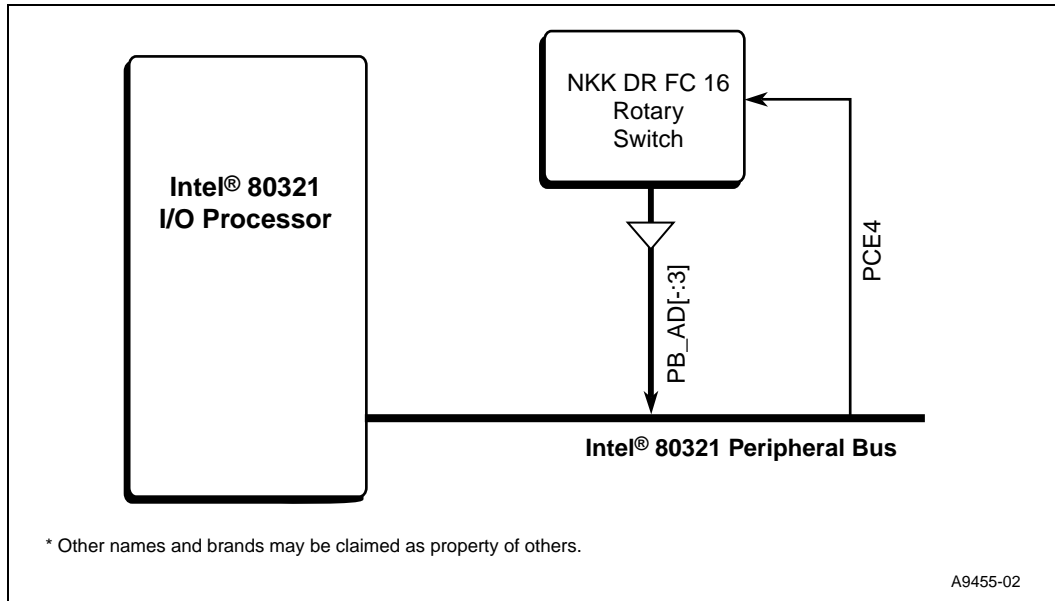 NKK DR FC 16
Rotary
Switch
Intel® 80321
I/O Processor
PCE4
PB_AD[-:3]
Intel® 80321 Peripheral Bus
* Other names and brands may be claimed as property of others.
A9455-02